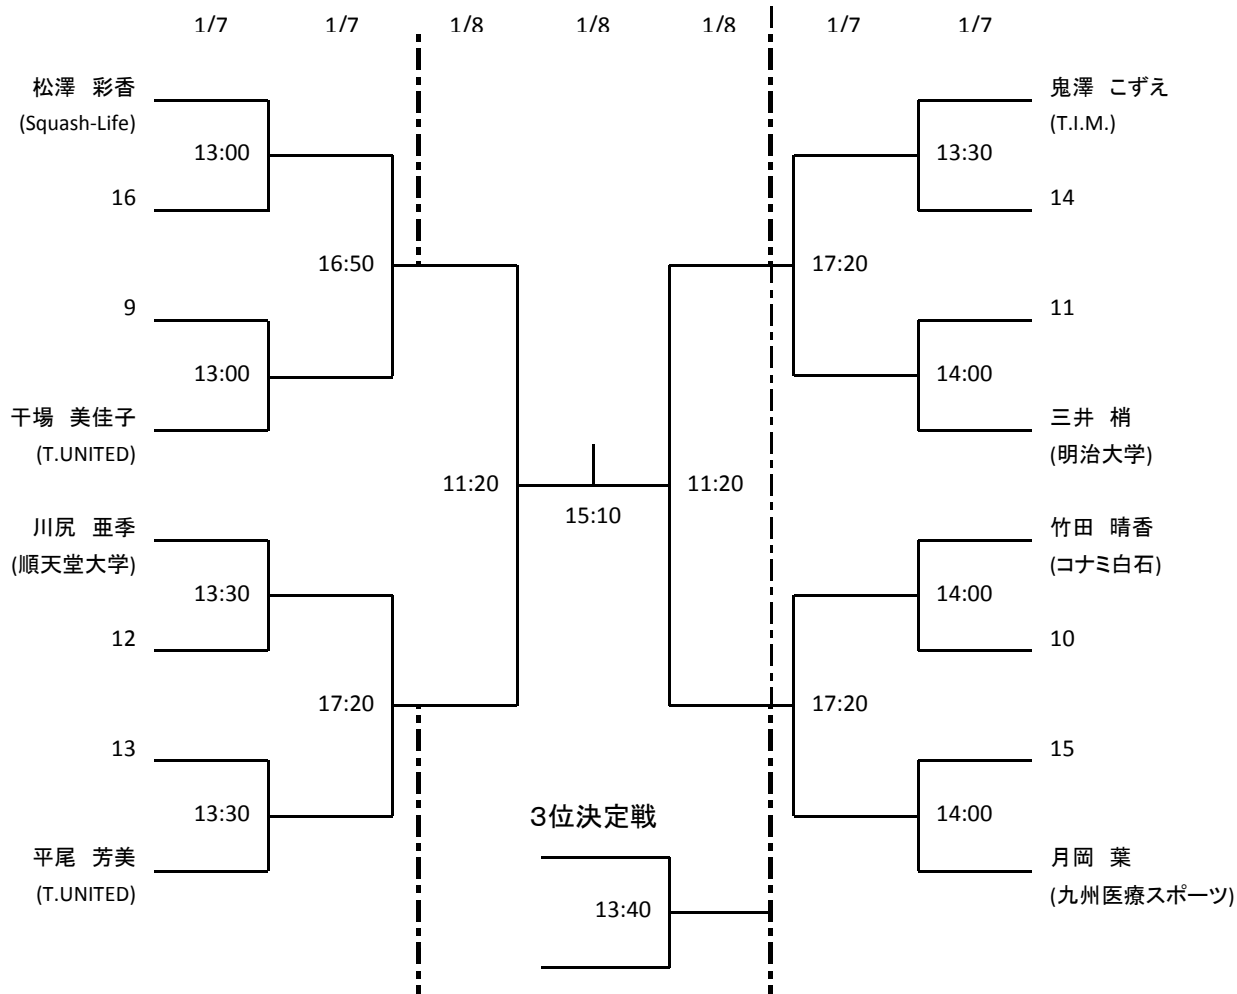 1/7 1/7 1/8 1/8 1/8 1/7 1/7
松澤　彩香
(Squash-Life)
13:00
16
16:50
9
13:00
干場　美佳子
(T.UNITED)
11:20
川尻　亜季
(順天堂大学)
13:30
12
17:20
13
13:30
平尾　芳美
(T.UNITED)
15:10
3位決定戦
13:40
鬼澤　こずえ
(T.I.M.)
13:30
14
17:20
11
14:00
三井　梢
(明治大学)
11:20
竹田　晴香
(コナミ白石)
14:00
10
17:20
15
14:00
月岡　葉
(九州医療スポーツ)